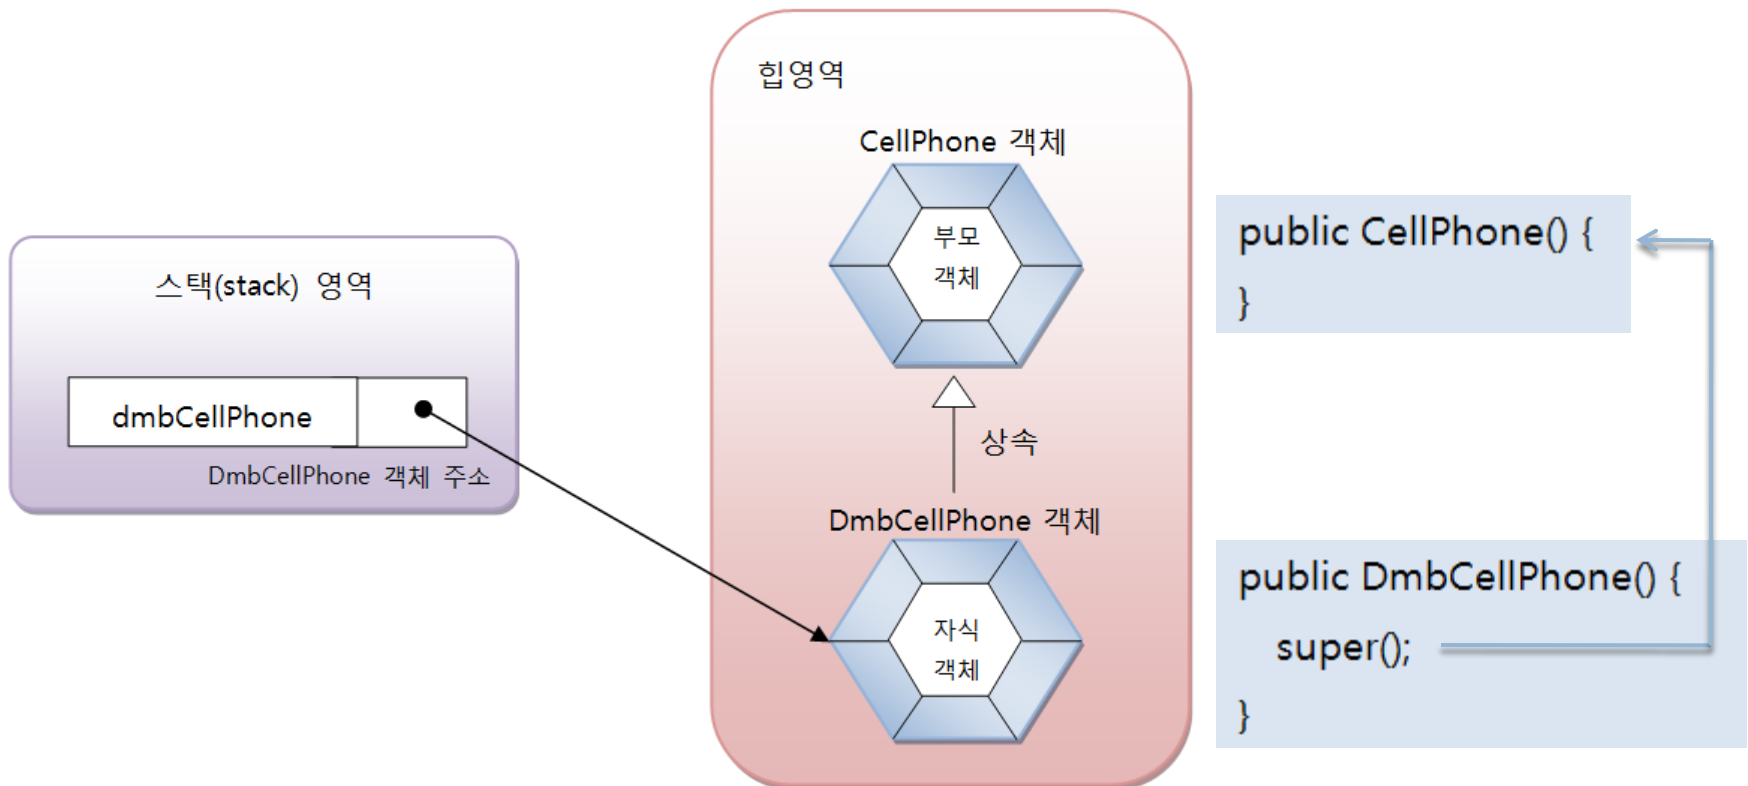 스택(stack) 영역
dmbCellPhone
DmbCellPhone 객체 주소
힙영역
CellPhone 객체
부모
객체
상속
DmbCellPhone 객체
자식
객체
public CellPhone() {
}
public DmbCellPhone() {
super();
}